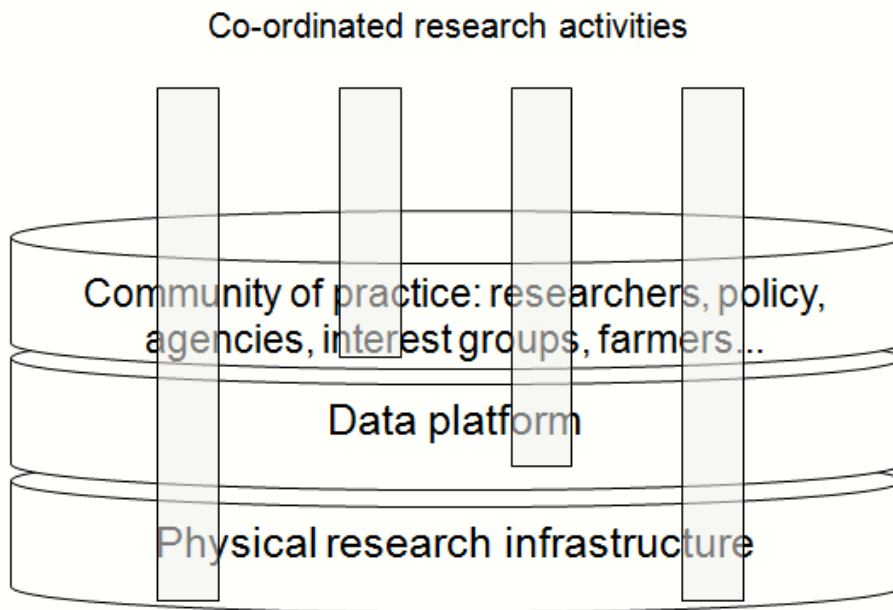 Co-ordinated research activities
Community of practice: researchers, policy,
agencies, interest groups, farmers...
Data platform
Physical research infrastructure